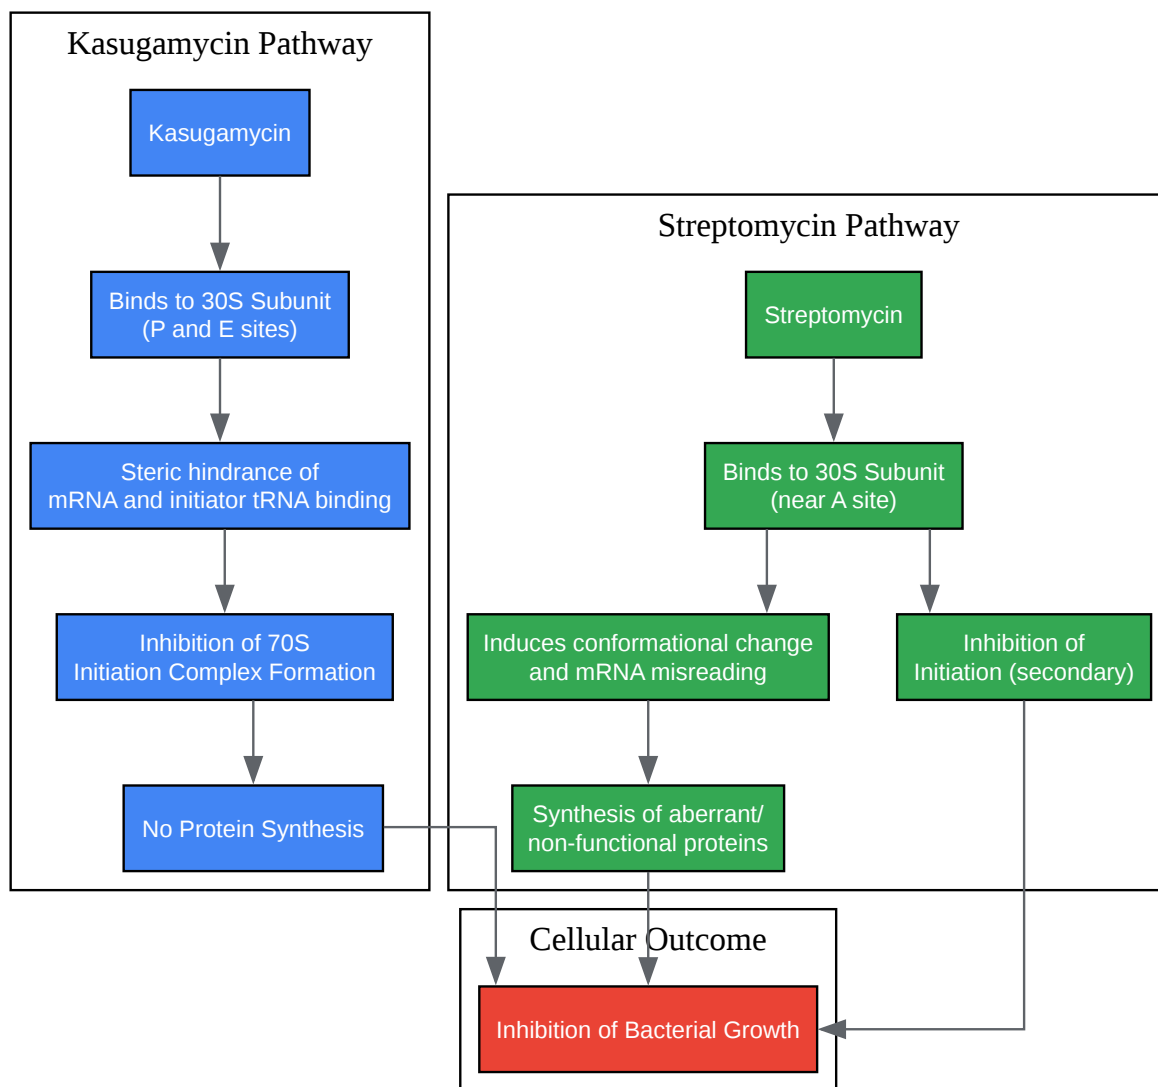 Kasugamycin Pathway
Kasugamycin
Binds to 30S Subunit
(P and E sites)
Steric hindrance of
mRNA and initiator tRNA binding
Inhibition of 70S
Initiation Complex Formation
No Protein Synthesis
Streptomycin Pathway
Streptomycin
Binds to 30S Subunit
(near A site)
Induces conformational change
and mRNA misreading
Inhibition of
Initiation (secondary)
Synthesis of aberrant/
non-functional proteins
Cellular Outcome
Inhibition of Bacterial Growth